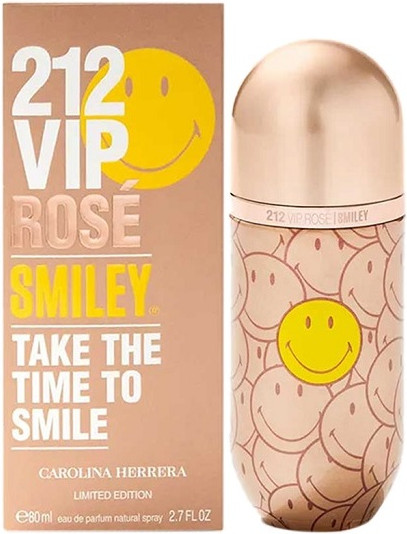 212
VIP
ROSÉ
SMILEY®
TAKE THE
TIME TO
SMILE
CAROLINA HERRERA
LIMITED EDITION
℮80ml eau de parfum natural spray 2.7 FL OZ
212 VIP ROSÉ | SMILEY